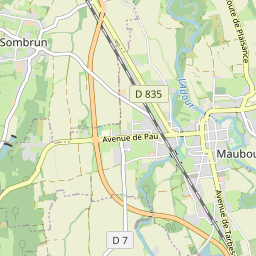 Sombrun
Route de Plaisance
D 835
L'Adour
Avenue de Pau
Maubou
Avenue de Tarbes
D 7